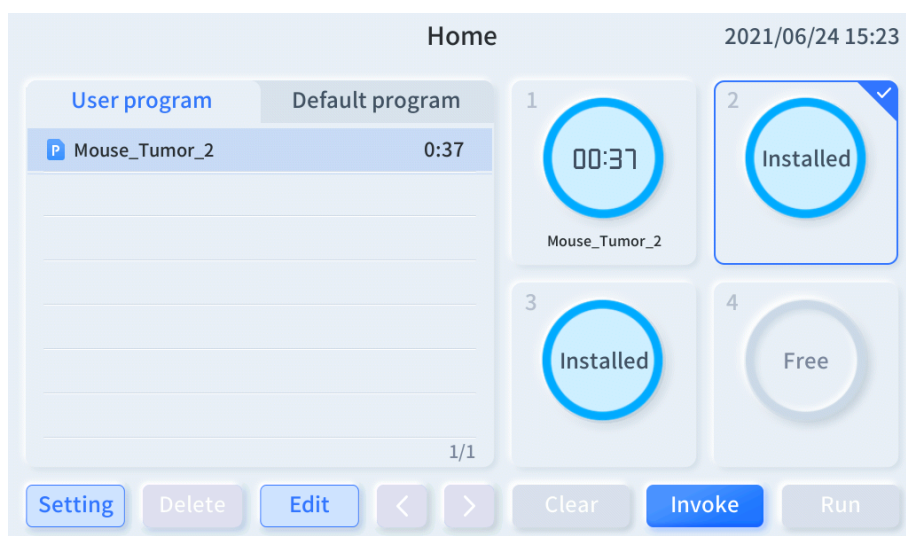 Home
2021/06/24 15:23
User program
Default program
P Mouse_Tumor_2 0:37
1/1
1
00:37
Mouse_Tumor_2
2
Installed
3
Installed
4
Free
Setting
Delete
Edit
<
>
Clear
Invoke
Run